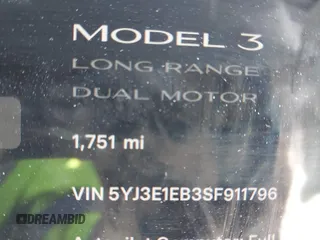 MODEL 3
LONG RANGE
DUAL MOTOR
1,751 mi
VIN 5YJ3E1EB3SF911796
DREAMBID